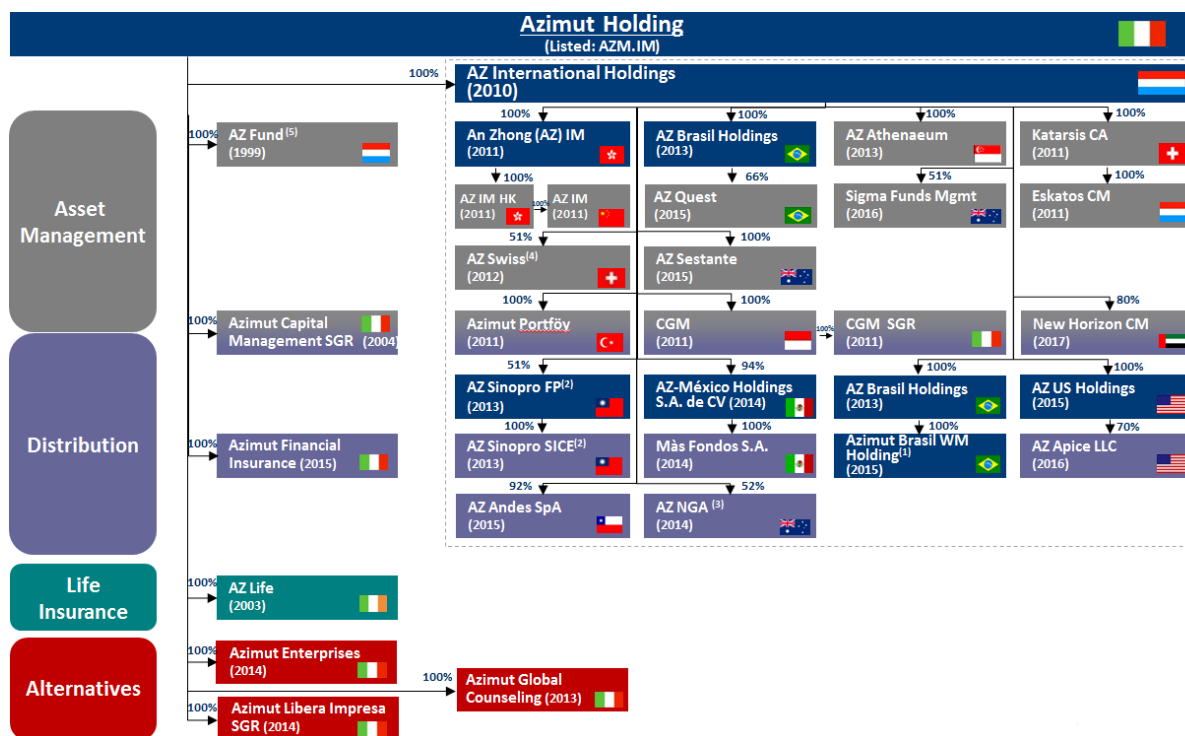 Azimut Holding
(Listed: AZM.IM)
100%
AZ International Holdings
(2010)
Asset
Management
Distribution
Life
Insurance
Alternatives
100%
AZ Fund (5)
(1999)
100%
Azimut Capital
Management SGR (2004)
100%
Azimut Financial
Insurance (2015)
100%
AZ Life
(2003)
100%
Azimut Enterprises
(2014)
100%
Azimut Global
Counseling (2013)
100%
Azimut Libera Impresa
SGR (2014)
100%
An Zhong (AZ) IM
(2011)
100%
AZ Brasil Holdings
(2013)
100%
AZ Athenaeum
(2013)
100%
Katarsis CA
(2011)
100%
AZ IM HK
(2011)
100%
AZ IM
(2011)
66%
AZ Quest
(2015)
51%
Sigma Funds Mgmt
(2016)
100%
Eskatos CM
(2011)
51%
AZ Swiss(4)
(2012)
100%
AZ Sestante
(2015)
100%
Azimut Portföy
(2011)
100%
CGM
(2011)
100%
CGM SGR
(2011)
80%
New Horizon CM
(2017)
51%
AZ Sinopro FP(2)
(2013)
94%
AZ-México Holdings
S.A. de CV (2014)
100%
AZ Brasil Holdings
(2013)
100%
AZ US Holdings
(2015)
100%
AZ Sinopro SICE(2)
(2013)
100%
Màs Fondos S.A.
(2014)
100%
Azimut Brasil WM
Holding(1)
(2015)
70%
AZ Apice LLC
(2016)
92%
AZ Andes SpA
(2015)
52%
AZ NGA (3)
(2014)